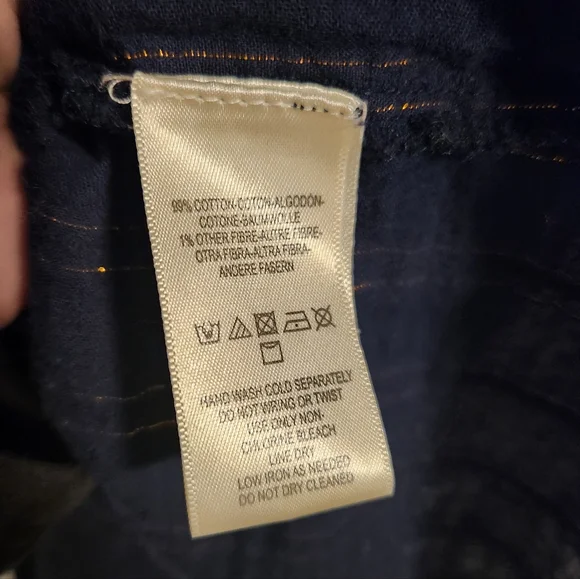 99% COTTON-COTON-ALGODÓN-
COTONE-BAUMWOLLE
1% OTHER FIBRE-AUTRE FIBRE-
OTRA FIBRA-ALTRA FIBRA-
ANDERE FASERN
HAND WASH COLD SEPARATELY
DO NOT WRING OR TWIST
USE ONLY NON-
CHLORINE BLEACH
LINE DRY
LOW IRON AS NEEDED
DO NOT DRY CLEANED